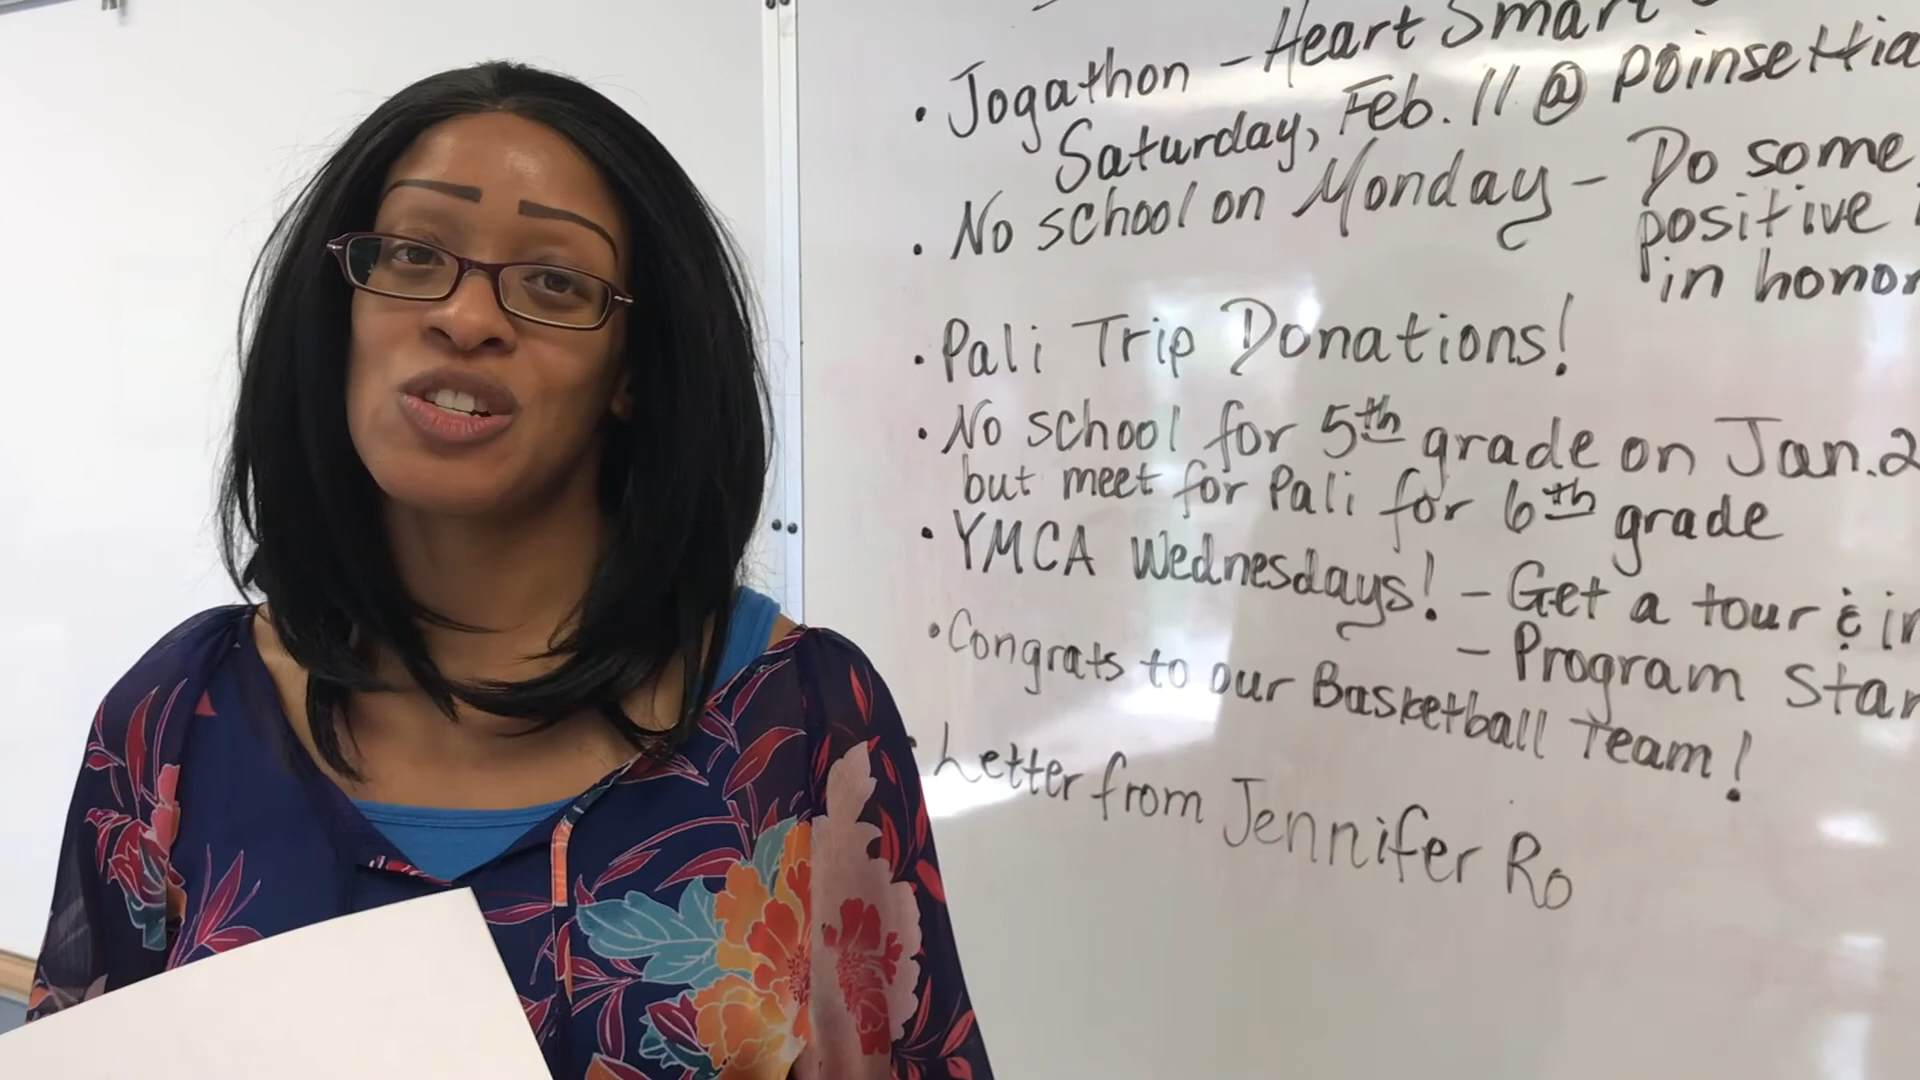 • Jogathon - Heart Smart
Saturday, Feb. 11 @ Poinsettia
• No school on Monday - Do some
positive
in honor
• Pali Trip Donations!
• No school for 5th grade on Jan. 2
but meet for Pali for 6th grade
• YMCA Wednesdays! - Get a tour &
- Program Star
• Congrats to our Basketball Team!
• Letter from Jennifer Ro